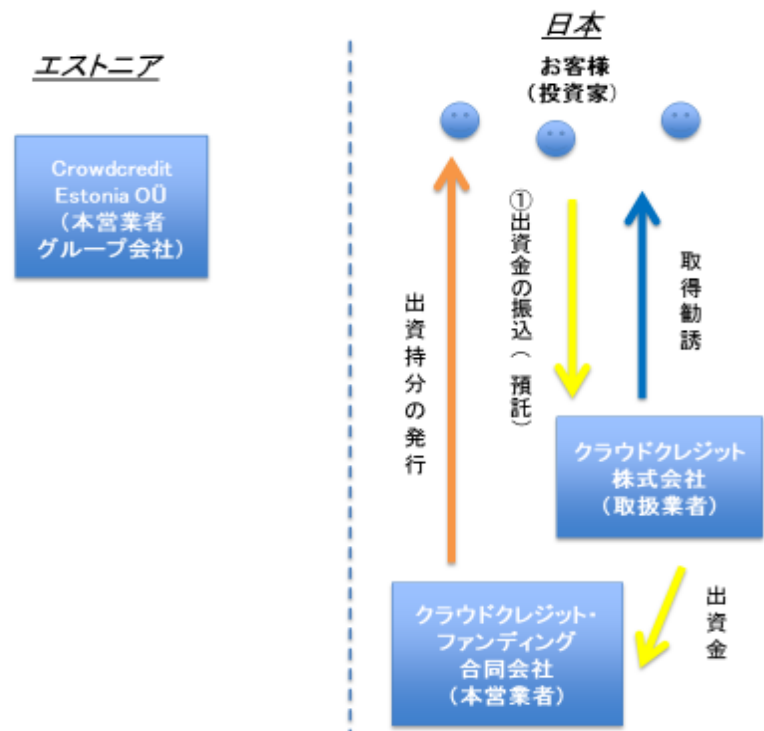 エストニア
Crowdcredit
Estonia OÜ
(本営業者
グループ会社)
日本
お客様
(投資家)
出資持分の発行
①出資金の振込(預託)
取得勧誘
クラウドクレジット
株式会社
(取扱業者)
出資金
クラウドクレジット・
ファンディング
合同会社
(本営業者)